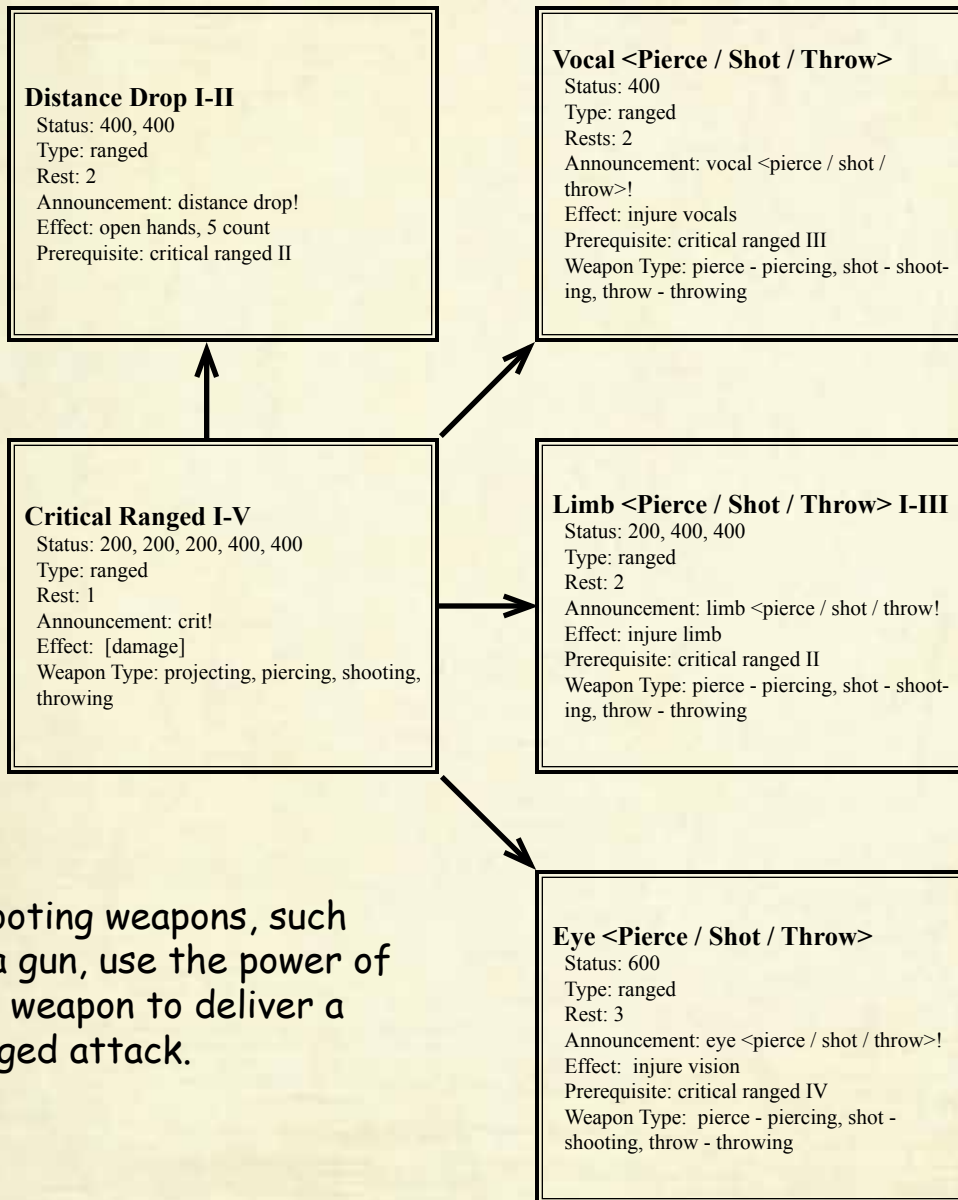 Distance Drop I-II
Status: 400, 400
Type: ranged
Rest: 2
Announcement: distance drop!
Effect: open hands, 5 count
Prerequisite: critical ranged II
Vocal <Pierce / Shot / Throw>
Status: 400
Type: ranged
Rests: 2
Announcement: vocal <pierce / shot /
throw>!
Effect: injure vocals
Prerequisite: critical ranged III
Weapon Type: pierce - piercing, shot - shoot-
ing, throw - throwing
Critical Ranged I-V
Status: 200, 200, 200, 400, 400
Type: ranged
Rest: 1
Announcement: crit!
Effect: [damage]
Weapon Type: projecting, piercing, shooting,
throwing
Limb <Pierce / Shot / Throw> I-III
Status: 200, 400, 400
Type: ranged
Rest: 2
Announcement: limb <pierce / shot / throw!
Effect: injure limb
Prerequisite: critical ranged II
Weapon Type: pierce - piercing, shot - shoot-
ing, throw - throwing
ooting weapons, such
a gun, use the power of
weapon to deliver a
ged attack.
Eye <Pierce / Shot / Throw>
Status: 600
Type: ranged
Rest: 3
Announcement: eye <pierce / shot / throw>!
Effect: injure vision
Prerequisite: critical ranged IV
Weapon Type: pierce - piercing, shot -
shooting, throw - throwing